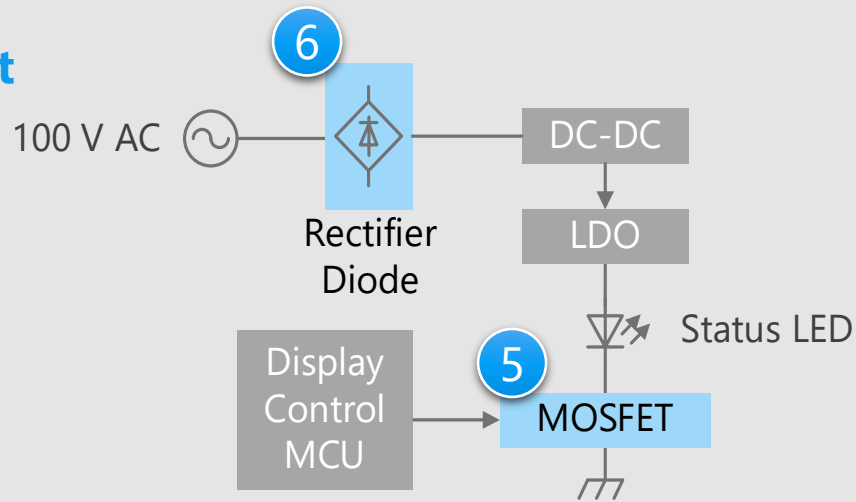 6
t
100 V AC
DC-DC
Rectifier
Diode
LDO
Status LED
Display
Control
MCU
5
MOSFET